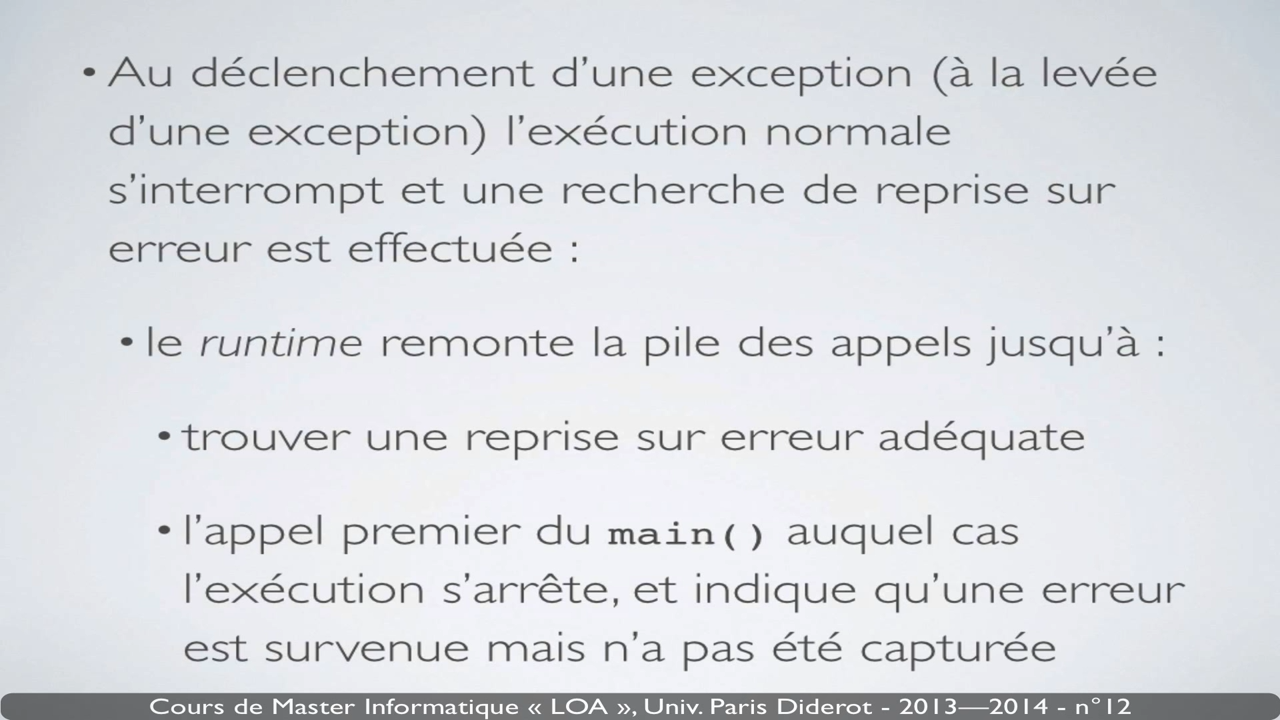 • Au déclenchement d’une exception (à la levée
d’une exception) l’exécution normale
s’interrompt et une recherche de reprise sur
erreur est effectuée :
• le runtime remonte la pile des appels jusqu’à :
• trouver une reprise sur erreur adéquate
• l’appel premier du main() auquel cas
l’exécution s’arrête, et indique qu’une erreur
est survenue mais n’a pas été capturée
Cours de Master Informatique « LOA », Univ. Paris Diderot - 2013—2014 - n°12